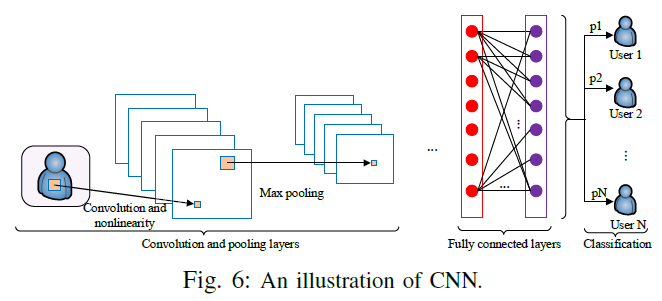 p1
User 1
p2
User 2
...
...
...
Max pooling
Convolution and
nonlinearity
...
pN
User N
Convolution and pooling layers
Fully connected layers
Classification
Fig. 6: An illustration of CNN.